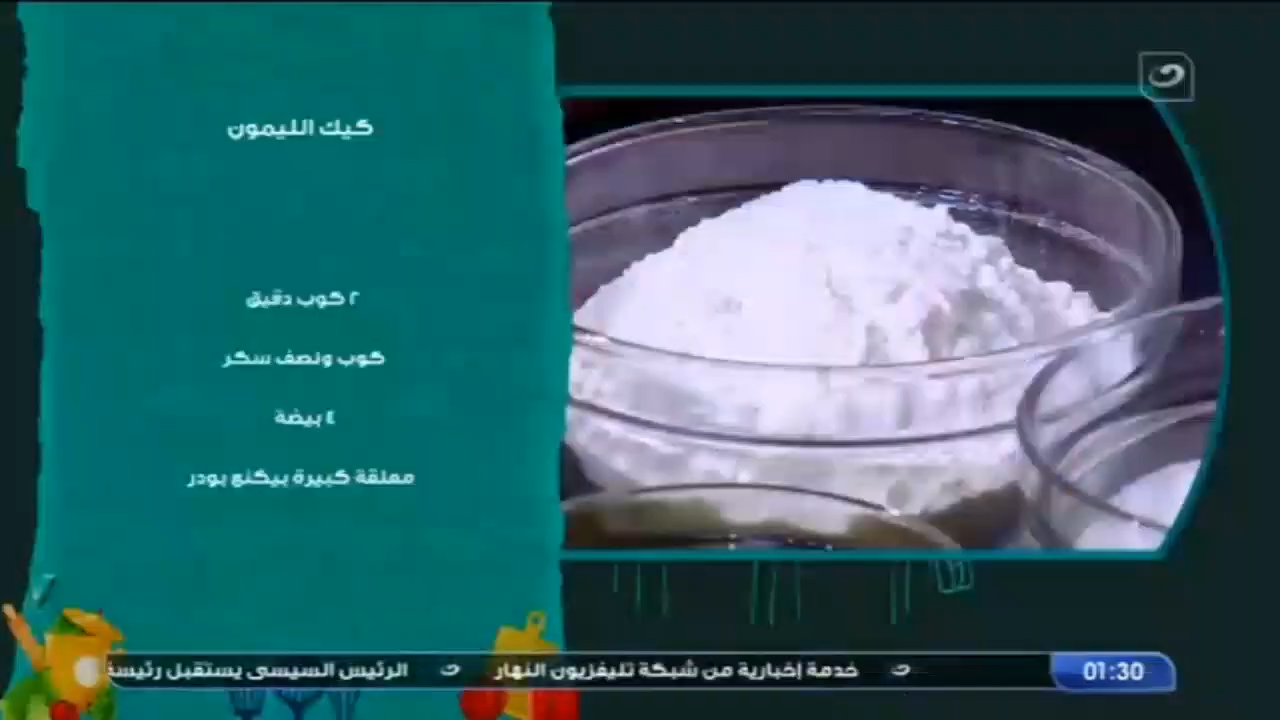 كيك الليمون
٢ كوب دقيق
كوب ونصف سكر
٤ بيضة
معلقة كبيرة بيكنج بودر
خدمة إخبارية من شبكة تليفزيون النهار
الرئيس السيسى يستقبل رئيسة
01:30